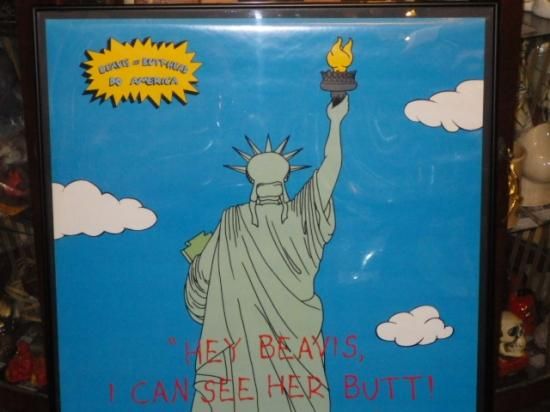 BEAVIS AND BUTT-HEAD
DO AMERICA
"HEY BEAVIS,
I CAN SEE HER BUTT!